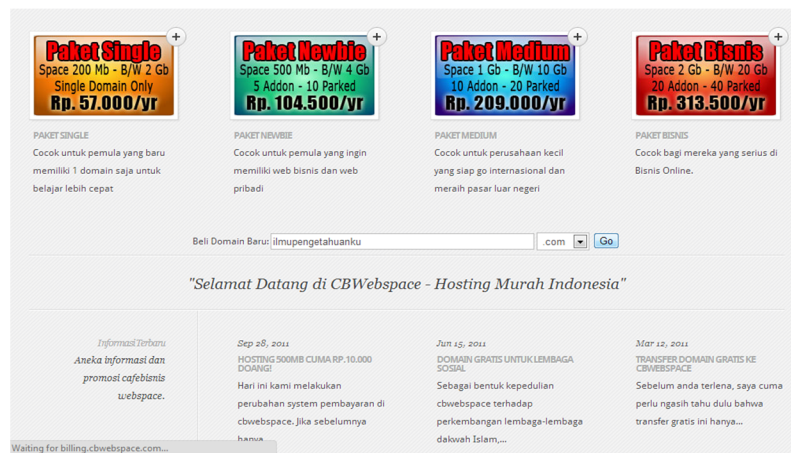 Paket Single
Space 200 Mb - B/W 2 Gb
Single Domain Only
Rp. 57.000/yr
PAKET SINGLE
Cocok untuk pemula yang baru
memiliki 1 domain saja untuk
belajar lebih cepat
Paket Newbie
Space 500 Mb - B/W 4 Gb
5 Addon - 10 Parked
Rp. 104.500/yr
PAKET NEWBIE
Cocok untuk pemula yang ingin
memiliki web bisnis dan web
pribadi
Paket Medium
Space 1 Gb - B/W 10 Gb
10 Addon - 20 Parked
Rp. 209.000/yr
PAKET MEDIUM
Cocok untuk perusahaan kecil
yang siap go internasional dan
meraih pasar luar negeri
Paket Bisnis
Space 2 Gb - B/W 20 Gb
20 Addon - 40 Parked
Rp. 313.500/yr
PAKET BISNIS
Cocok bagi mereka yang serius di
Bisnis Online.
Beli Domain Baru: ilmupengetahuanku .com Go
"Selamat Datang di CBWebspace - Hosting Murah Indonesia"
Informasi Terbaru
Aneka informasi dan
promosi cafebisnis
webspace.
Sep 28, 2011
HOSTING 500MB CUMA RP.10.000
DOANG!
Hari ini kami melakukan
perubahan system pembayaran di
cbwebspace. Jika sebelumnya
hanya
Jun 15, 2011
DOMAIN GRATIS UNTUK LEMBAGA
SOSIAL
Sebagai bentuk kepedulian
cbwebspace terhadap
perkembangan lembaga-lembaga
dakwah Islam,...
Mar 12, 2011
TRANSFER DOMAIN GRATIS KE
CBWEBSPACE
Sebelum anda terlena, saya cuma
perlu ngasih tahu dulu bahwa
transfer gratis ini hanya...
Waiting for billing.cbwebspace.com...